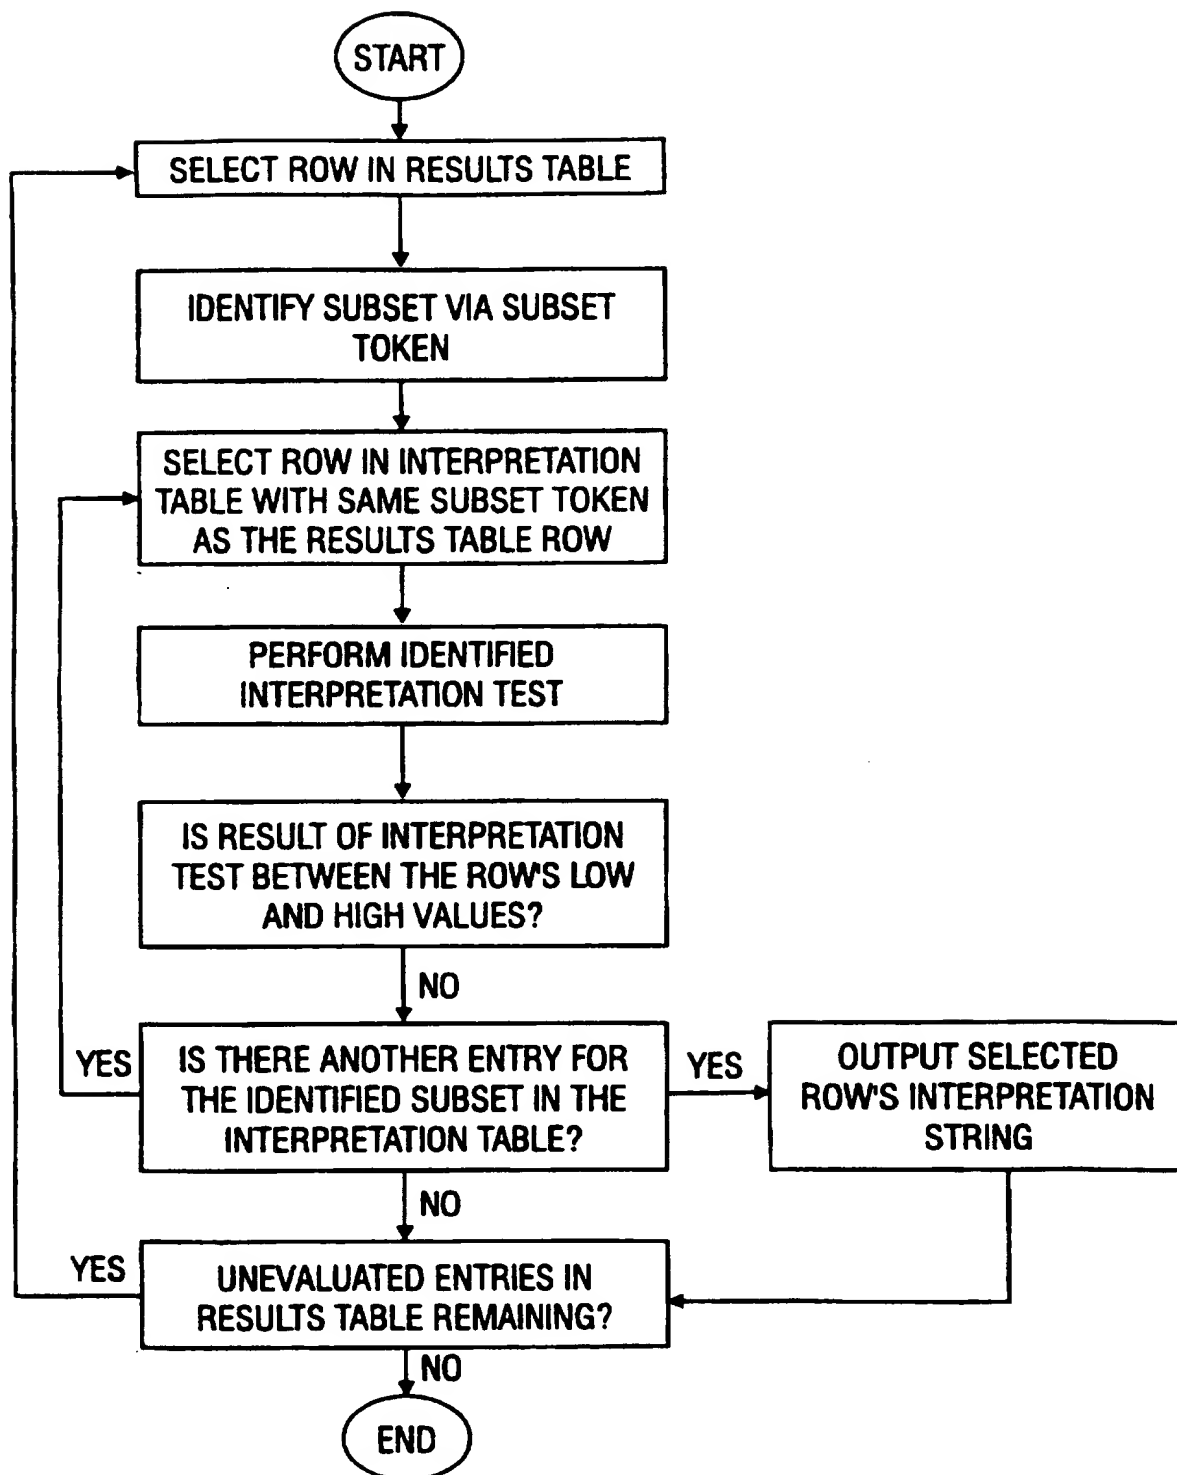 START
SELECT ROW IN RESULTS TABLE
IDENTIFY SUBSET VIA SUBSET
TOKEN
SELECT ROW IN INTERPRETATION
TABLE WITH SAME SUBSET TOKEN
AS THE RESULTS TABLE ROW
PERFORM IDENTIFIED
INTERPRETATION TEST
IS RESULT OF INTERPRETATION
TEST BETWEEN THE ROW'S LOW
AND HIGH VALUES?
NO
YES
IS THERE ANOTHER ENTRY FOR
THE IDENTIFIED SUBSET IN THE
INTERPRETATION TABLE?
YES
OUTPUT SELECTED
ROW'S INTERPRETATION
STRING
NO
YES
UNEVALUATED ENTRIES IN
RESULTS TABLE REMAINING?
NO
END